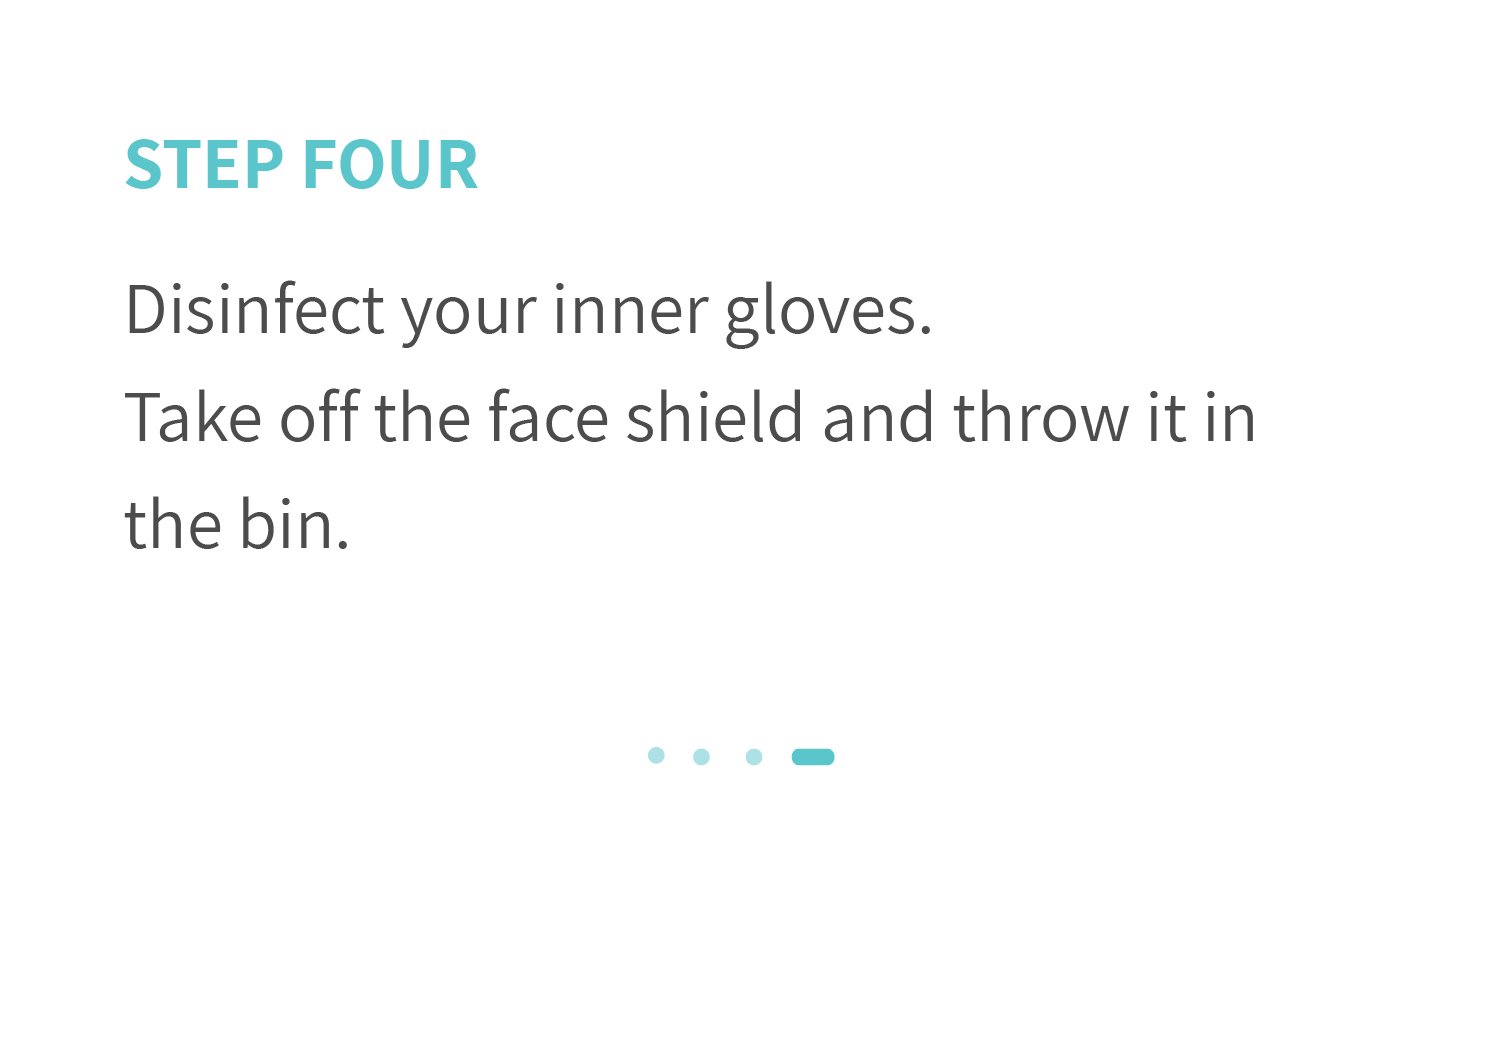 STEP FOUR
Disinfect your inner gloves.
Take off the face shield and throw it in
the bin.